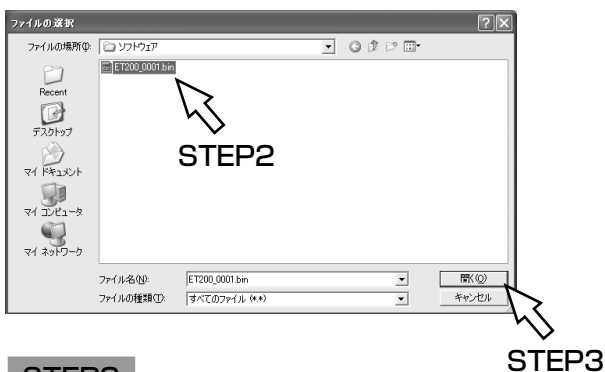 ファイルの選択
ファイルの場所(I):
ソフトウェア
ET200_0001.bin
Recent
デスクトップ
マイ ドキュメント
マイ コンピュータ
マイ ネットワーク
STEP2
ファイル名(N):
ET200_0001.bin
開く(O)
ファイルの種類(T):
すべてのファイル (*.*)
キャンセル
STEP3